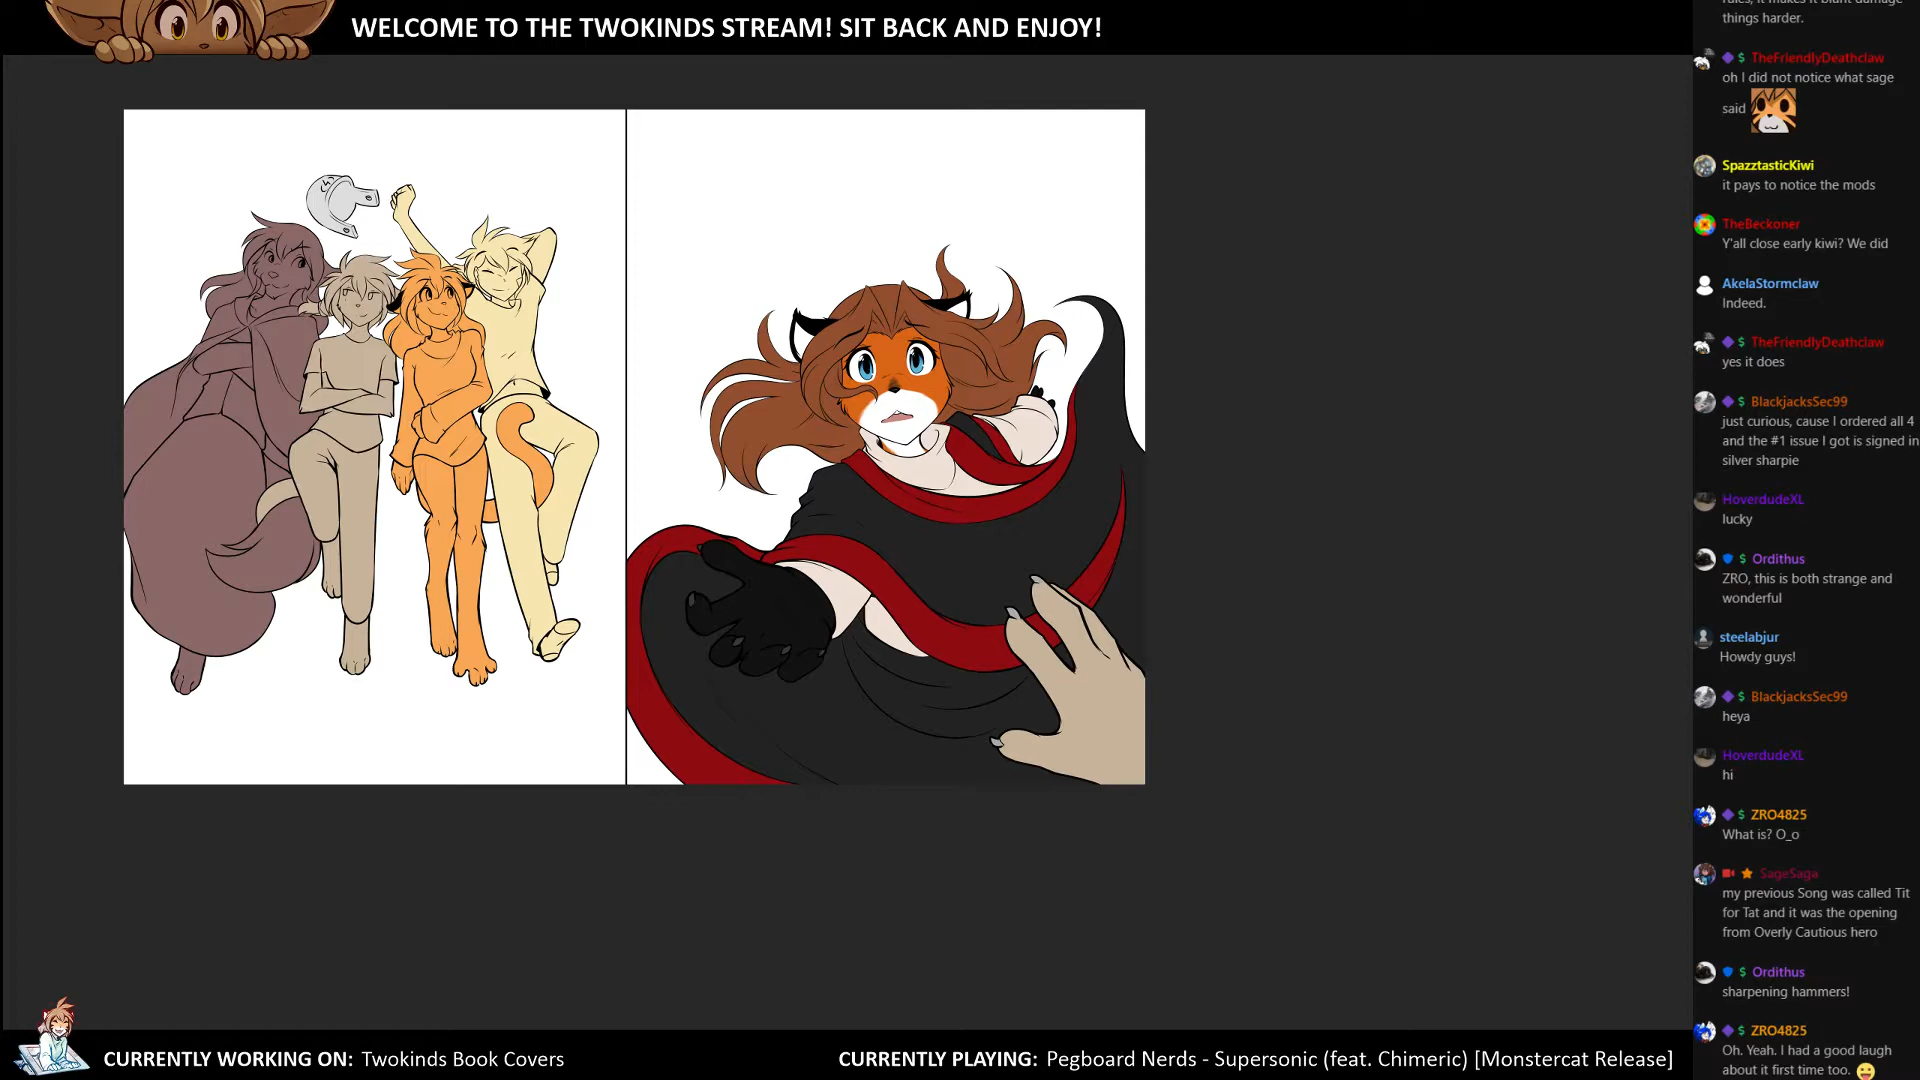 WELCOME TO THE TWOKINDS STREAM! SIT BACK AND ENJOY!
rules, it makes it blunt damage
things harder.
TheFriendlyDeathclaw
oh I did not notice what sage
said
SpazztasticKiwi
it pays to notice the mods
TheBeckoner
Y'all close early kiwi? We did
AkelaStormclaw
Indeed.
TheFriendlyDeathclaw
yes it does
BlackjacksSec99
just curious, cause I ordered all 4
and the #1 issue I got is signed in
silver sharpie
HoverdudeXL
lucky
Ordithus
ZRO, this is both strange and
wonderful
steelabjur
Howdy guys!
BlackjacksSec99
heya
HoverdudeXL
hi
ZRO4825
What is? O_o
SageSaga
my previous Song was called Tit
for Tat and it was the opening
from Overly Cautious hero
Ordithus
sharpening hammers!
ZRO4825
Oh. Yeah. I had a good laugh
about it first time too.
CURRENTLY WORKING ON: Twokinds Book Covers
CURRENTLY PLAYING: Pegboard Nerds - Supersonic (feat. Chimeric) [Monstercat Release]